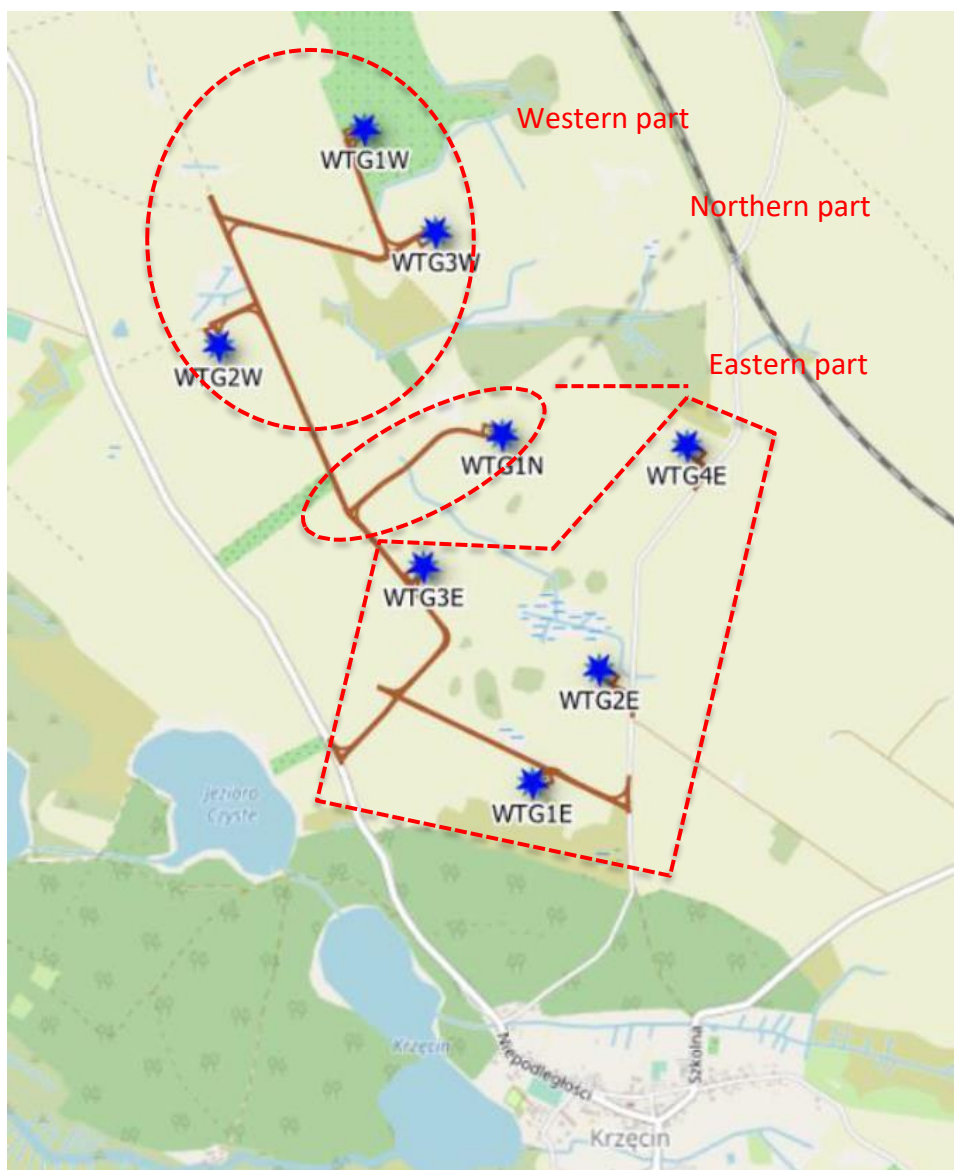 Western part
WTG1W
Northern part
WTG3W
WTG2W
Eastern part
WTG1N
WTG4E
WTG3E
WTG2E
jezioro
Czyste
WTG1E
Krzęcin
Niepodległości
Szkolna
Krzęcin